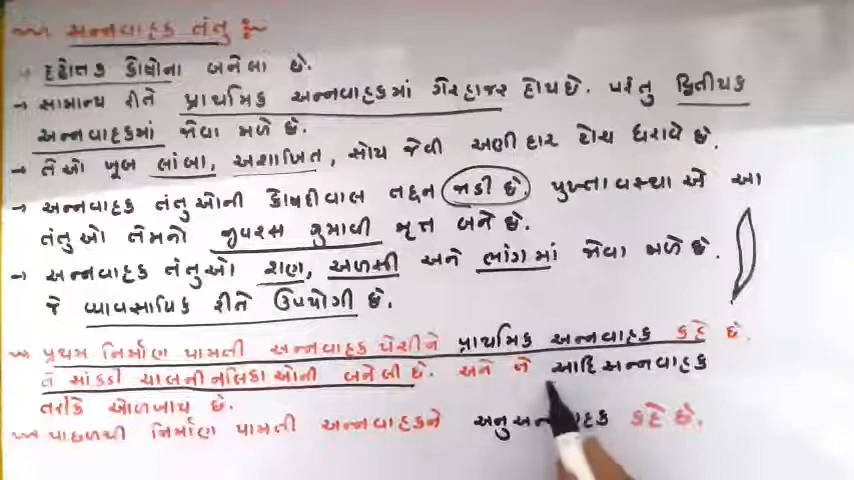 અન્નવાહક તંતુ :-
દૃઢોતક કોષોના બનેલા છે.
→ સામાન્ય રીતે પ્રાથમિક અન્નવાહકમાં ગેરહાજર હોય છે. પરંતુ દ્વિતીયક
અન્નવાહકમાં જોવા મળે છે.
→ તેઓ ખૂબ લાંબા, અશાખિત, સોય જેવી અણીદાર ટોચ ધરાવે છે.
→ અન્નવાહક તંતુઓની કોષદીવાલ તદ્દન જાડી છે. પુખ્તાવસ્થાએ આ
તંતુઓ તેમનો જીવરસ ગુમાવી મૃત બને છે.
→ અન્નવાહક તંતુઓ શણ, અળસી અને ભાંગમાં જોવા મળે છે.
જે વ્યાવસાયિક રીતે ઉપયોગી છે.
પ્રથમ નિર્માણ પામતી અન્નવાહક પેશીને પ્રાથમિક અન્નવાહક કહે છે.
તે સાંકડી ચાલનીનલિકાઓની બનેલી છે. અને જે આદિઅન્નવાહક
તરીકે ઓળખાય છે.
પાછળથી નિર્માણ પામતી અન્નવાહકને અનુઅન્નવાહક કહે છે.